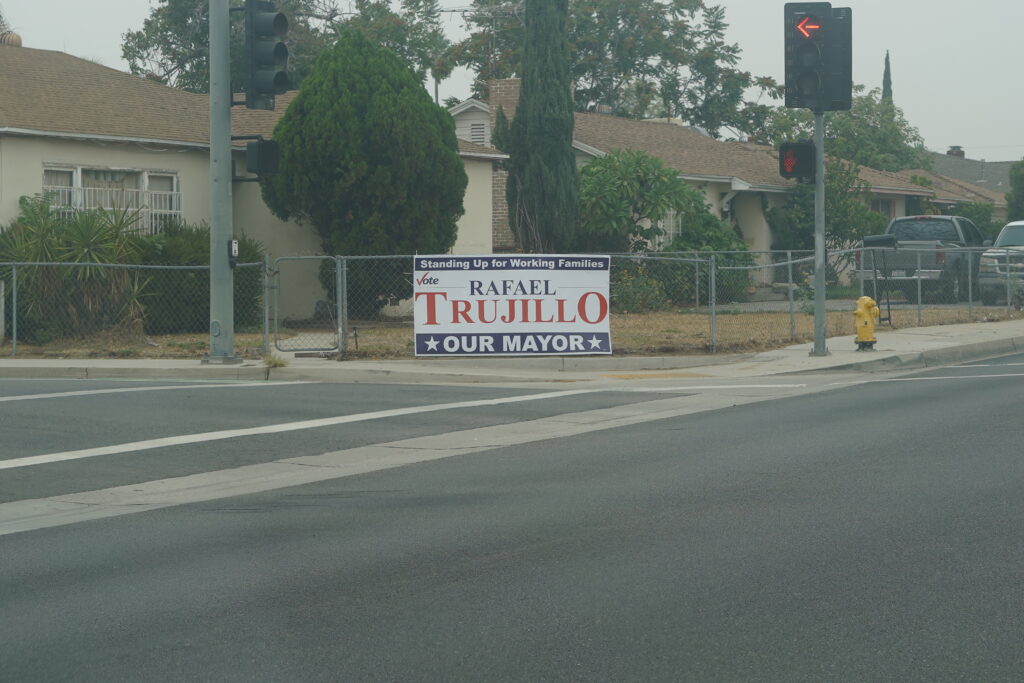 Standing Up for Working Families
Vote
RAFAEL
TRUJILLO
★ OUR MAYOR ★